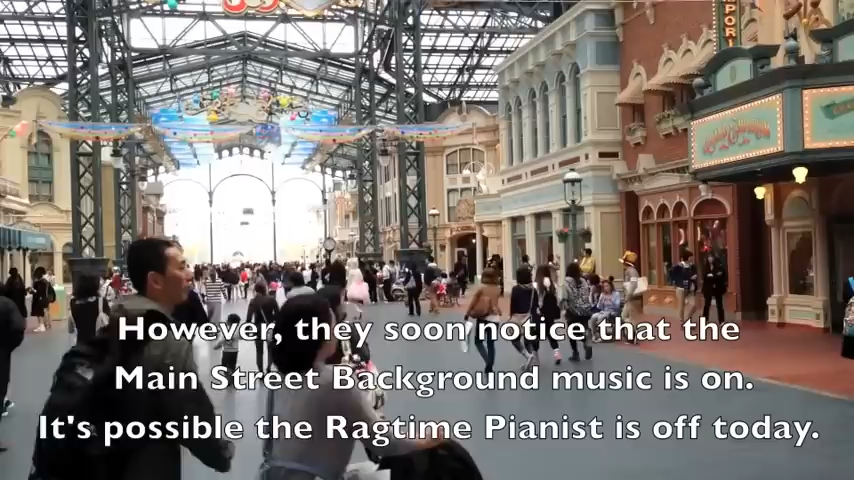 However, they soon notice that the
Main Street Background music is on.
It's possible the Ragtime Pianist is off today.